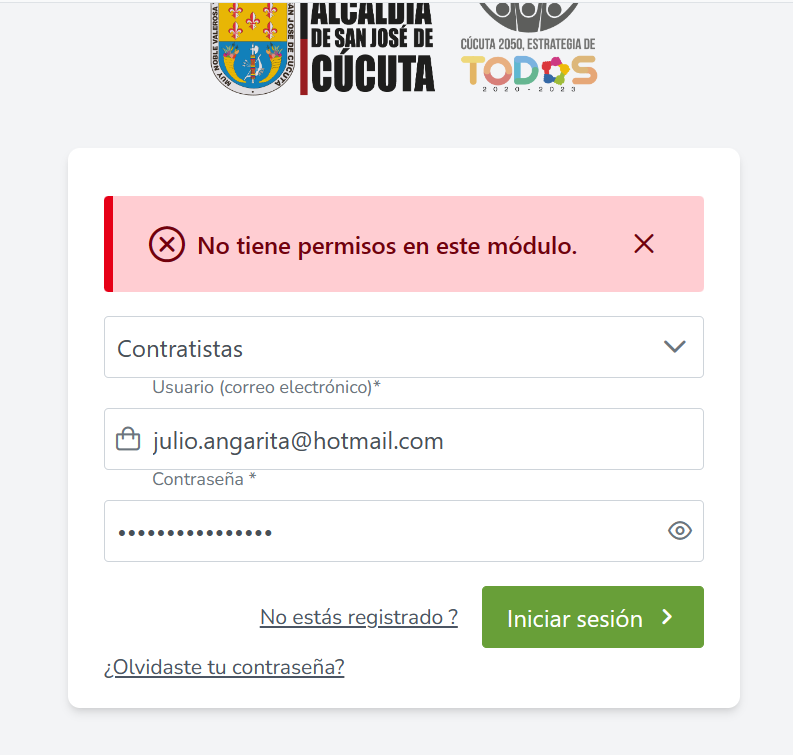 MUY NOBLE VALEROSA
SAN JOSE DE CUCUTA
ALCALDÍA
DE SAN JOSÉ DE
CÚCUTA
CÚCUTA 2050, ESTRATEGIA DE
TODOS
2020 - 2023
No tiene permisos en este módulo.
Contratistas
Usuario (correo electrónico)*
julio.angarita@hotmail.com
Contraseña *
••••••••••••••••
No estás registrado ?
Iniciar sesión
¿Olvidaste tu contraseña?